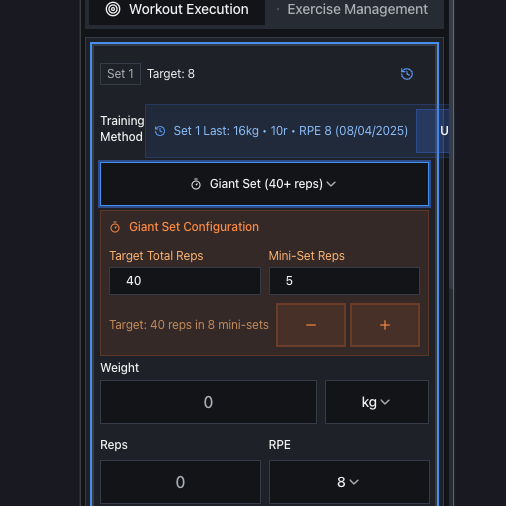 Workout Execution
Exercise Management
Set 1 Target: 8
Training
Method
Set 1 Last: 16kg • 10r • RPE 8 (08/04/2025)
U
Giant Set (40+ reps)
Giant Set Configuration
Target Total Reps Mini-Set Reps
40 5
Target: 40 reps in 8 mini-sets − +
Weight
0 kg
Reps RPE
0 8